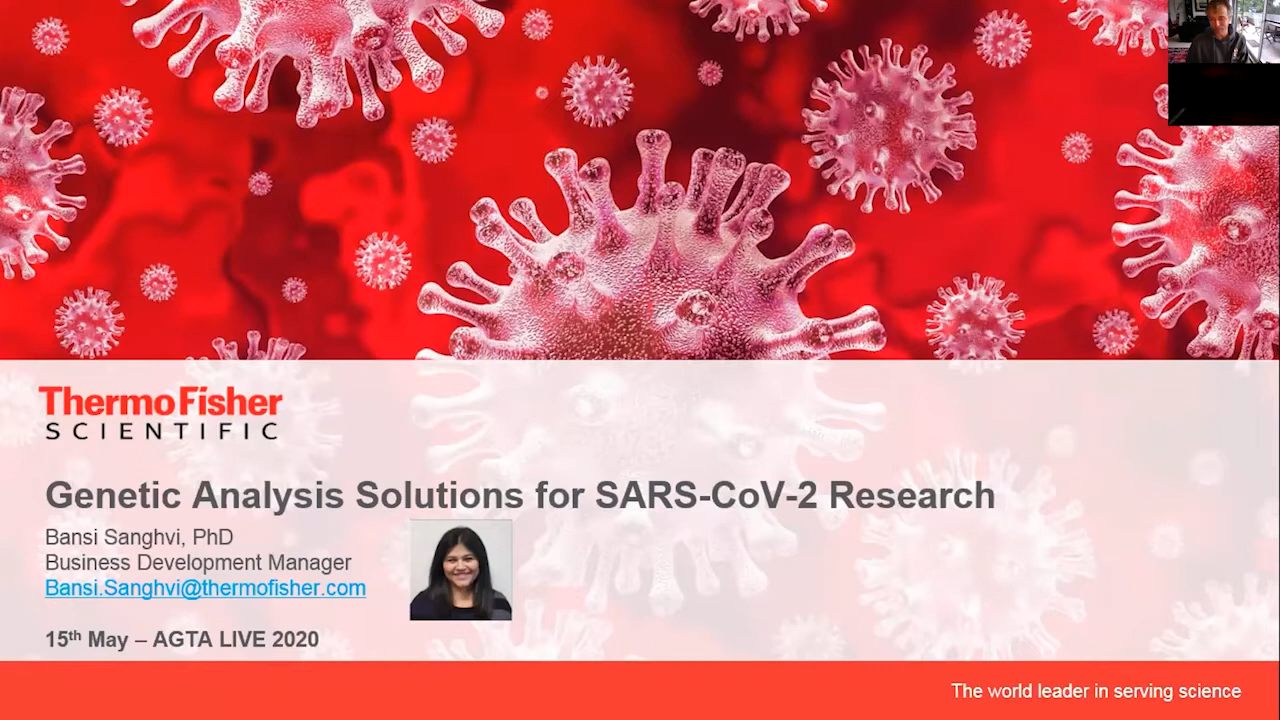 ThermoFisher
SCIENTIFIC
Genetic Analysis Solutions for SARS-CoV-2 Research
Bansi Sanghvi, PhD
Business Development Manager
Bansi.Sanghvi@thermofisher.com
15th May – AGTA LIVE 2020
The world leader in serving science